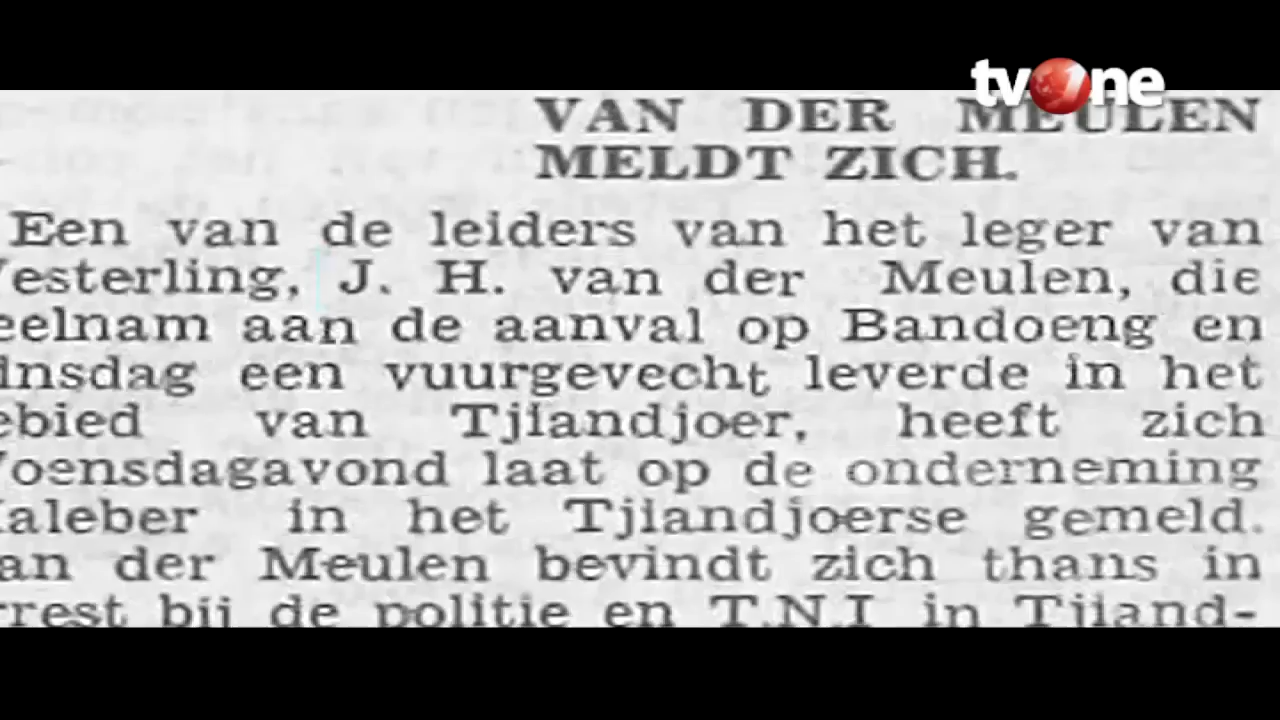 tvOne
VAN DER MEULEN
MELDT ZICH.
Een van de leiders van het leger van
esterling, J. H. van der Meulen, die
eelnam aan de aanval op Bandoeng en
insdag een vuurgevecht leverde in het
ebied van Tjiandjoer, heeft zich
oensdagavond laat op de onderneming
aleber in het Tjiandjoerse gemeld.
an der Meulen bevindt zich thans in
rrest bij de politie en T.N.I in Tjiand-